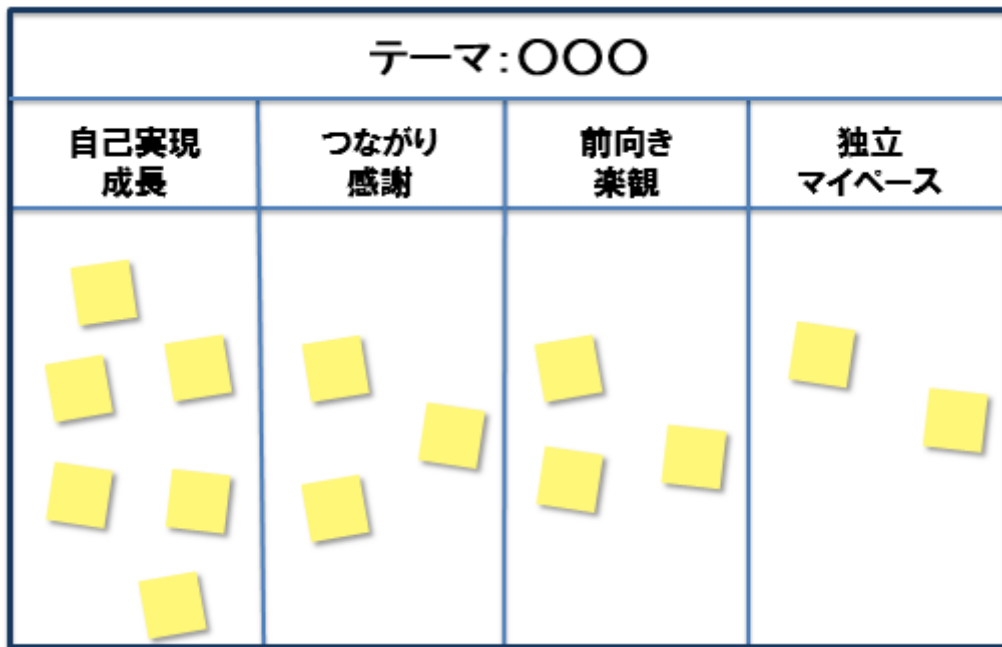 テーマ:〇〇〇
自己実現
成長
つながり
感謝
前向き
楽観
独立
マイペース